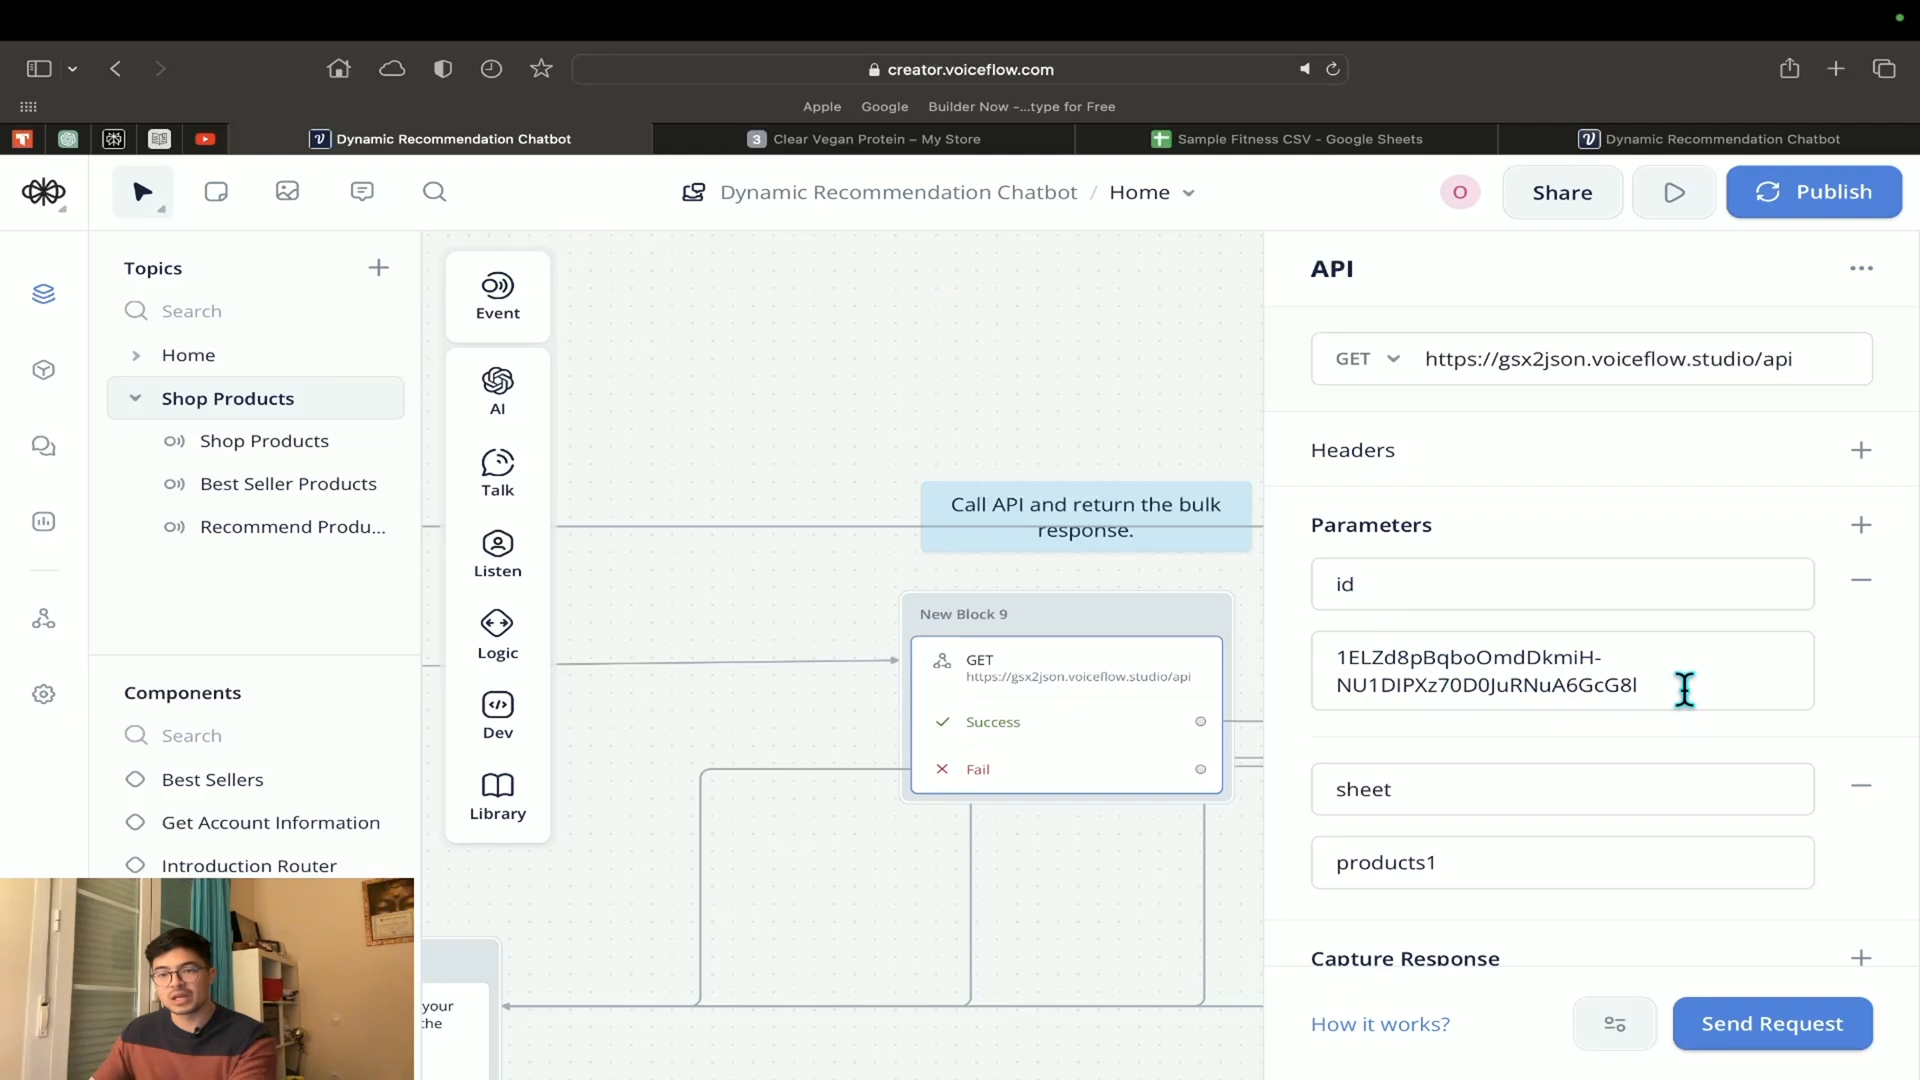 creator.voiceflow.com
Apple Google Builder Now –...type for Free
Dynamic Recommendation Chatbot
3 Clear Vegan Protein – My Store
Sample Fitness CSV - Google Sheets
Dynamic Recommendation Chatbot
Dynamic Recommendation Chatbot / Home
O
Share
Publish
Topics
Search
Home
Shop Products
Shop Products
Best Seller Products
Recommend Produ...
Components
Search
Best Sellers
Get Account Information
Introduction Router
Event
AI
Talk
Listen
Logic
Dev
Library
Call API and return the bulk
response.
New Block 9
GET
https://gsx2json.voiceflow.studio/api
Success
Fail
your
the
API
GET https://gsx2json.voiceflow.studio/api
Headers
Parameters
id
1ELZd8pBqboOmdDkmiH-
NU1DIPXz70D0JuRNuA6GcG8I
sheet
products1
Capture Response
How it works?
Send Request